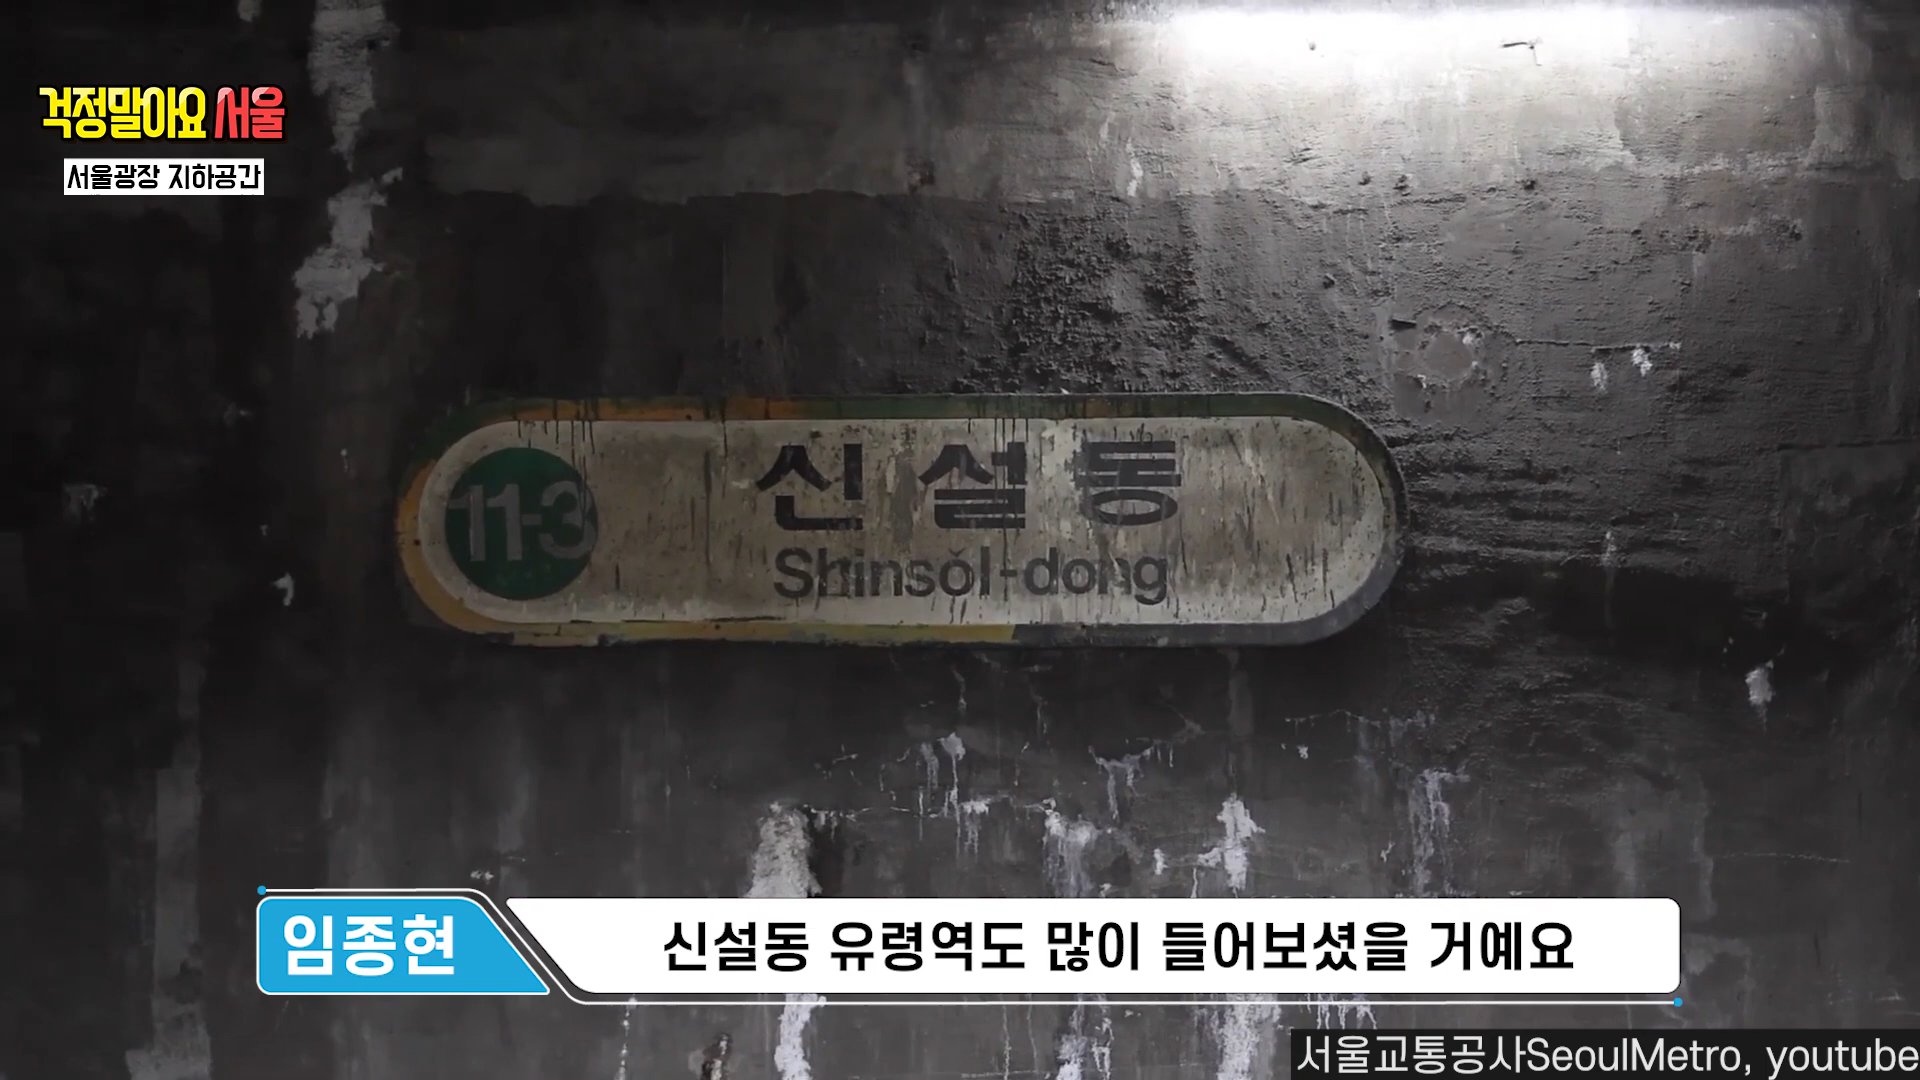 걱정말아요 서울
서울광장 지하공간
11-3
신설동
Shinsǒl-dong
임종현
신설동 유령역도 많이 들어보셨을 거예요
서울교통공사SeoulMetro, youtube